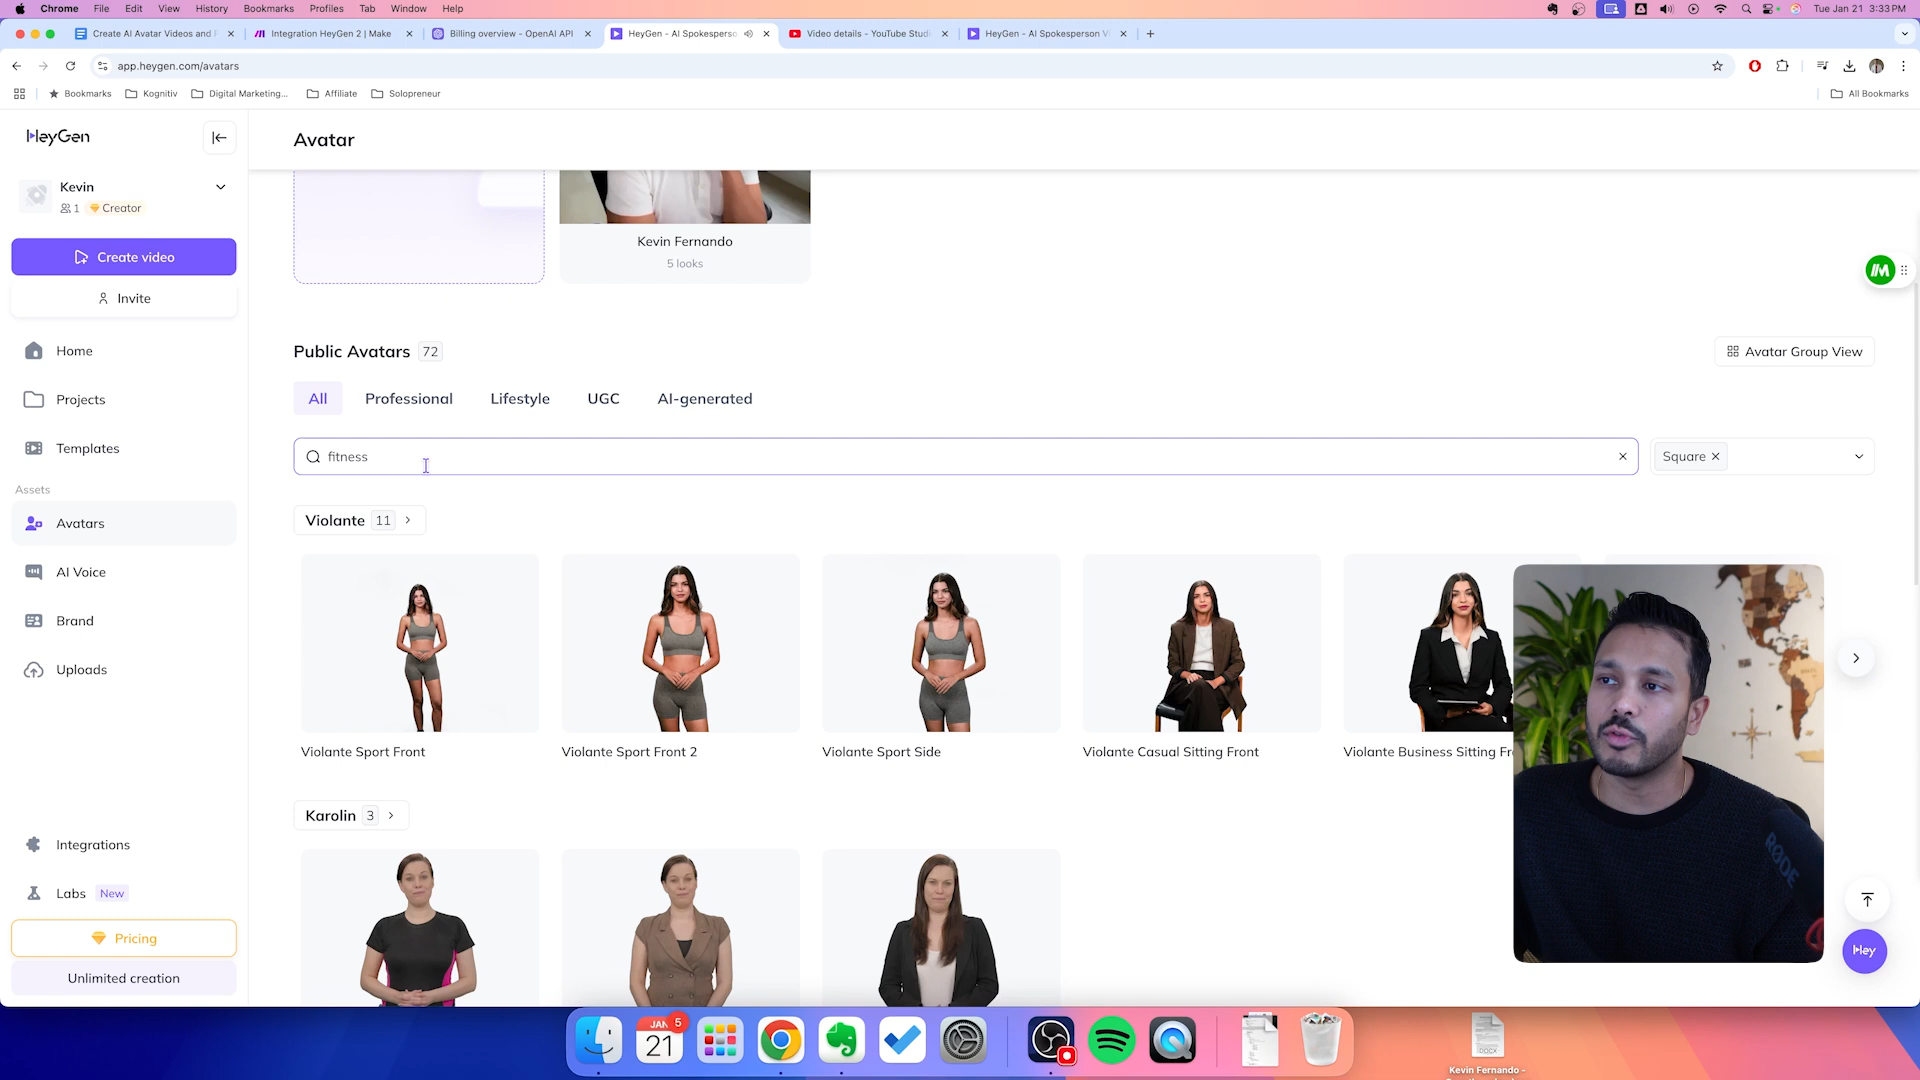 Chrome File Edit View History Bookmarks Profiles Tab Window Help Tue Jan 21 3:33 PM
Create AI Avatar Videos and Integration HeyGen 2 | Make Billing overview - OpenAI API HeyGen - AI Spokesperso Video details - YouTube Studi HeyGen - AI Spokesperson V
app.heygen.com/avatars
Bookmarks Kognitiv Digital Marketing... Affiliate Solopreneur All Bookmarks
HeyGen
Avatar
Kevin
1 Creator
Create video
Invite
Home
Projects
Templates
Assets
Avatars
AI Voice
Brand
Uploads
Integrations
Labs New
Pricing
Unlimited creation
Kevin Fernando
5 looks
Public Avatars 72
Avatar Group View
All Professional Lifestyle UGC AI-generated
fitness
Square
Violante 11
Violante Sport Front Violante Sport Front 2 Violante Sport Side Violante Casual Sitting Front Violante Business Sitting Fr
Karolin 3
RØDE
Hey
JAN 5
21
DOCX
Kevin Fernando -